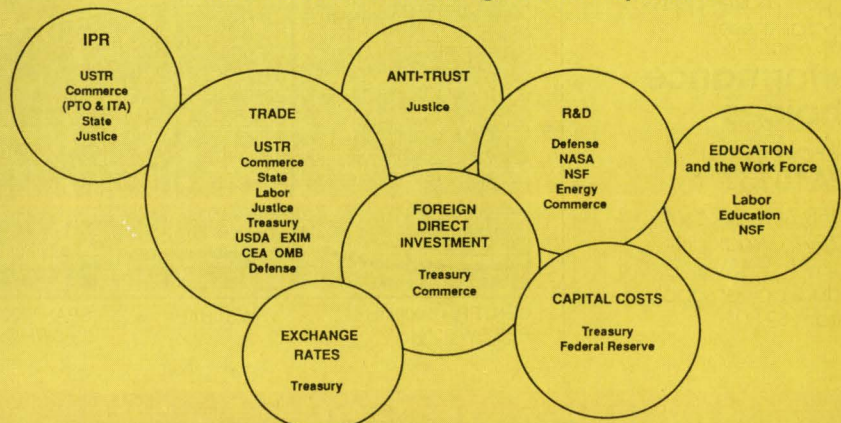 IPR
USTR
Commerce
(PTO & ITA)
State
Justice
TRADE
USTR
Commerce
State
Labor
Justice
Treasury
USDA EXIM
CEA OMB
Defense
ANTI-TRUST
Justice
R&D
Defense
NASA
NSF
Energy
Commerce
EDUCATION
and the Work Force
Labor
Education
NSF
FOREIGN
DIRECT
INVESTMENT
Treasury
Commerce
EXCHANGE
RATES
Treasury
CAPITAL COSTS
Treasury
Federal Reserve